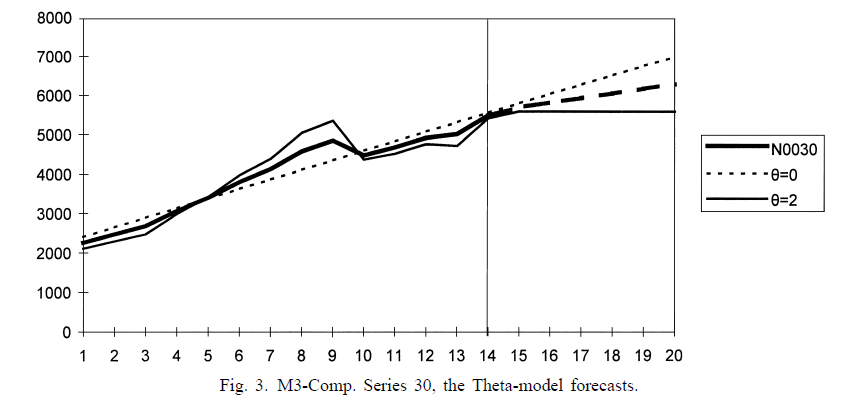 8000
7000
6000
5000
4000
3000
2000
1000
0
1 2 3 4 5 6 7 8 9 10 11 12 13 14 15 16 17 18 19 20
N0030
θ=0
θ=2
Fig. 3. M3-Comp. Series 30, the Theta-model forecasts.